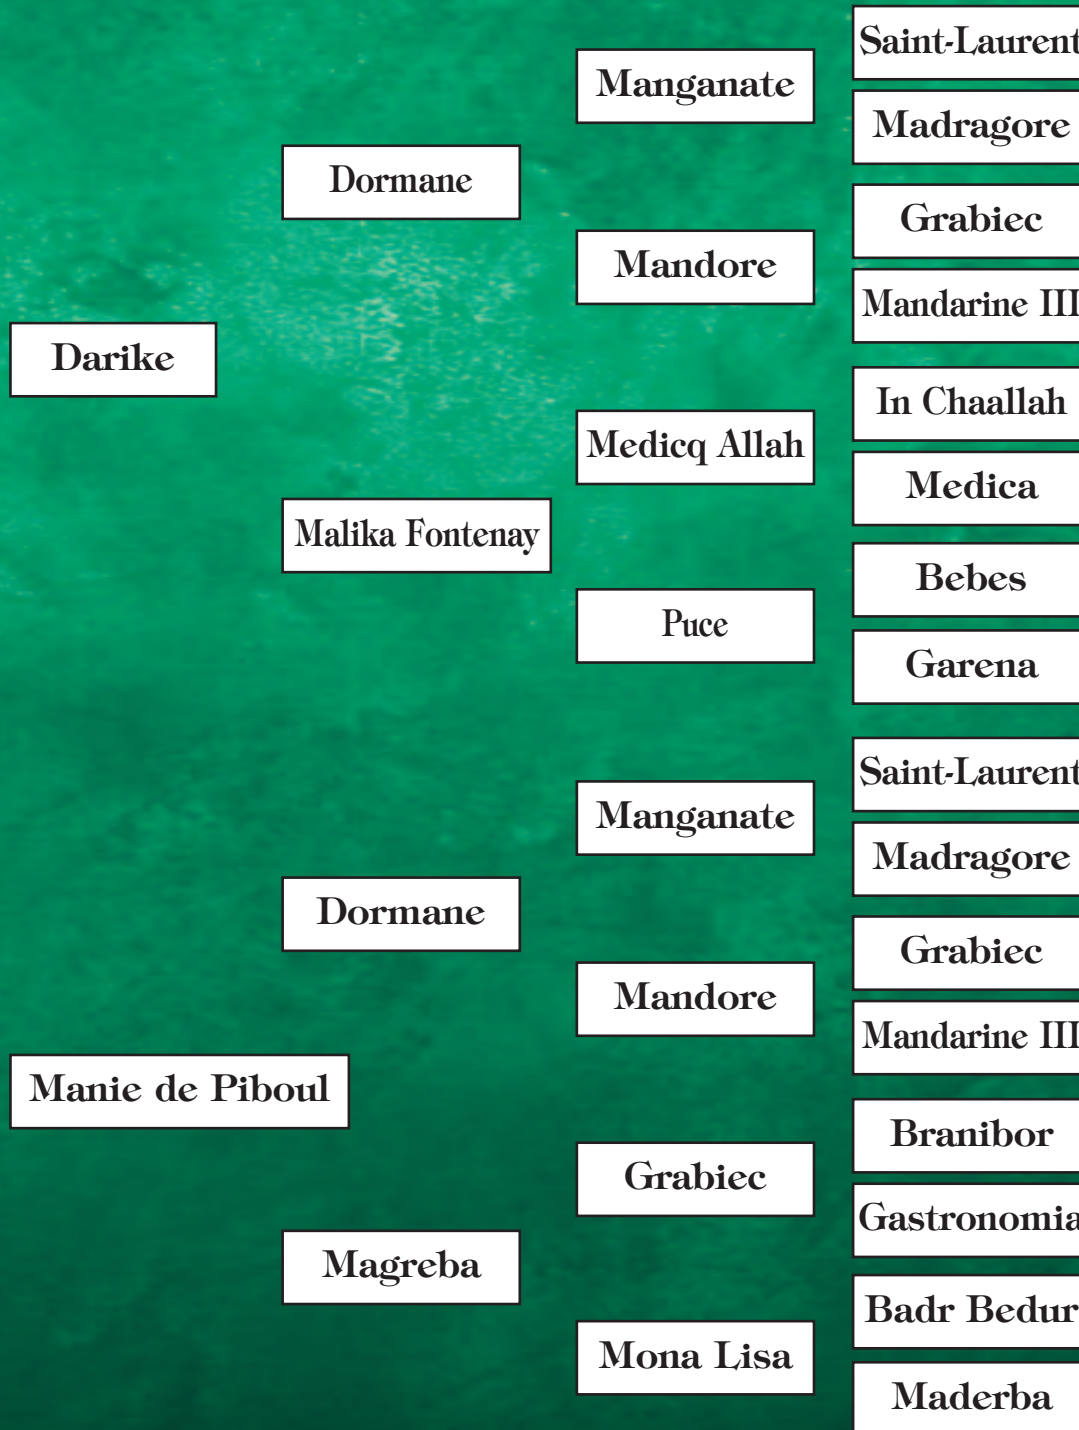 Saint-Laurent
Manganate
Madragore
Dormane
Grabiec
Mandore
Mandarine III
Darike
In Chaallah
Medicq Allah
Medica
Malika Fontenay
Bebes
Puce
Garena
Saint-Laurent
Manganate
Madragore
Dormane
Grabiec
Mandore
Mandarine III
Manie de Piboul
Branibor
Grabiec
Gastronomia
Magreba
Badr Bedur
Mona Lisa
Maderba